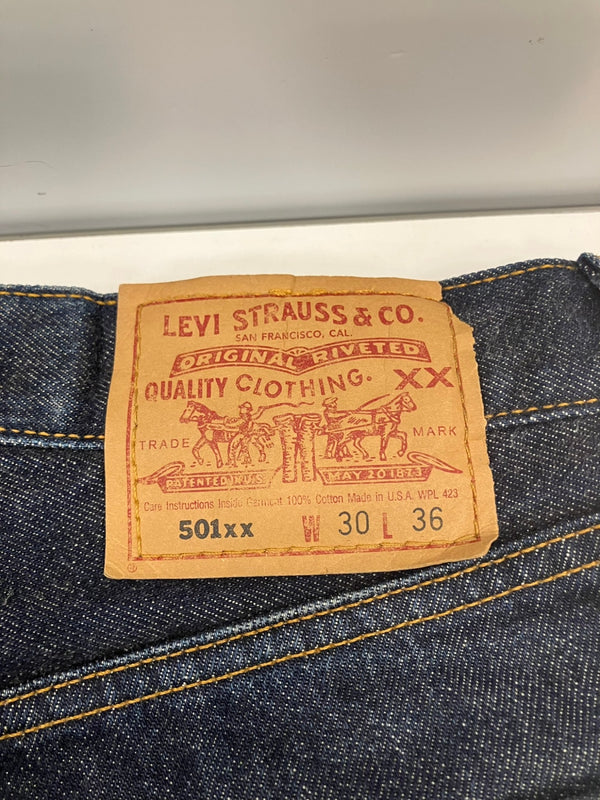 LEVI STRAUSS & CO.
SAN FRANCISCO, CAL.
ORIGINAL RIVETED
QUALITY CLOTHING. XX
TRADE MARK
PATENTED IN U.S. MAY 20 1873
Care Instructions Inside Garment 100% Cotton Made in U.S.A. WPL 423
501xx W 30 L 36
®